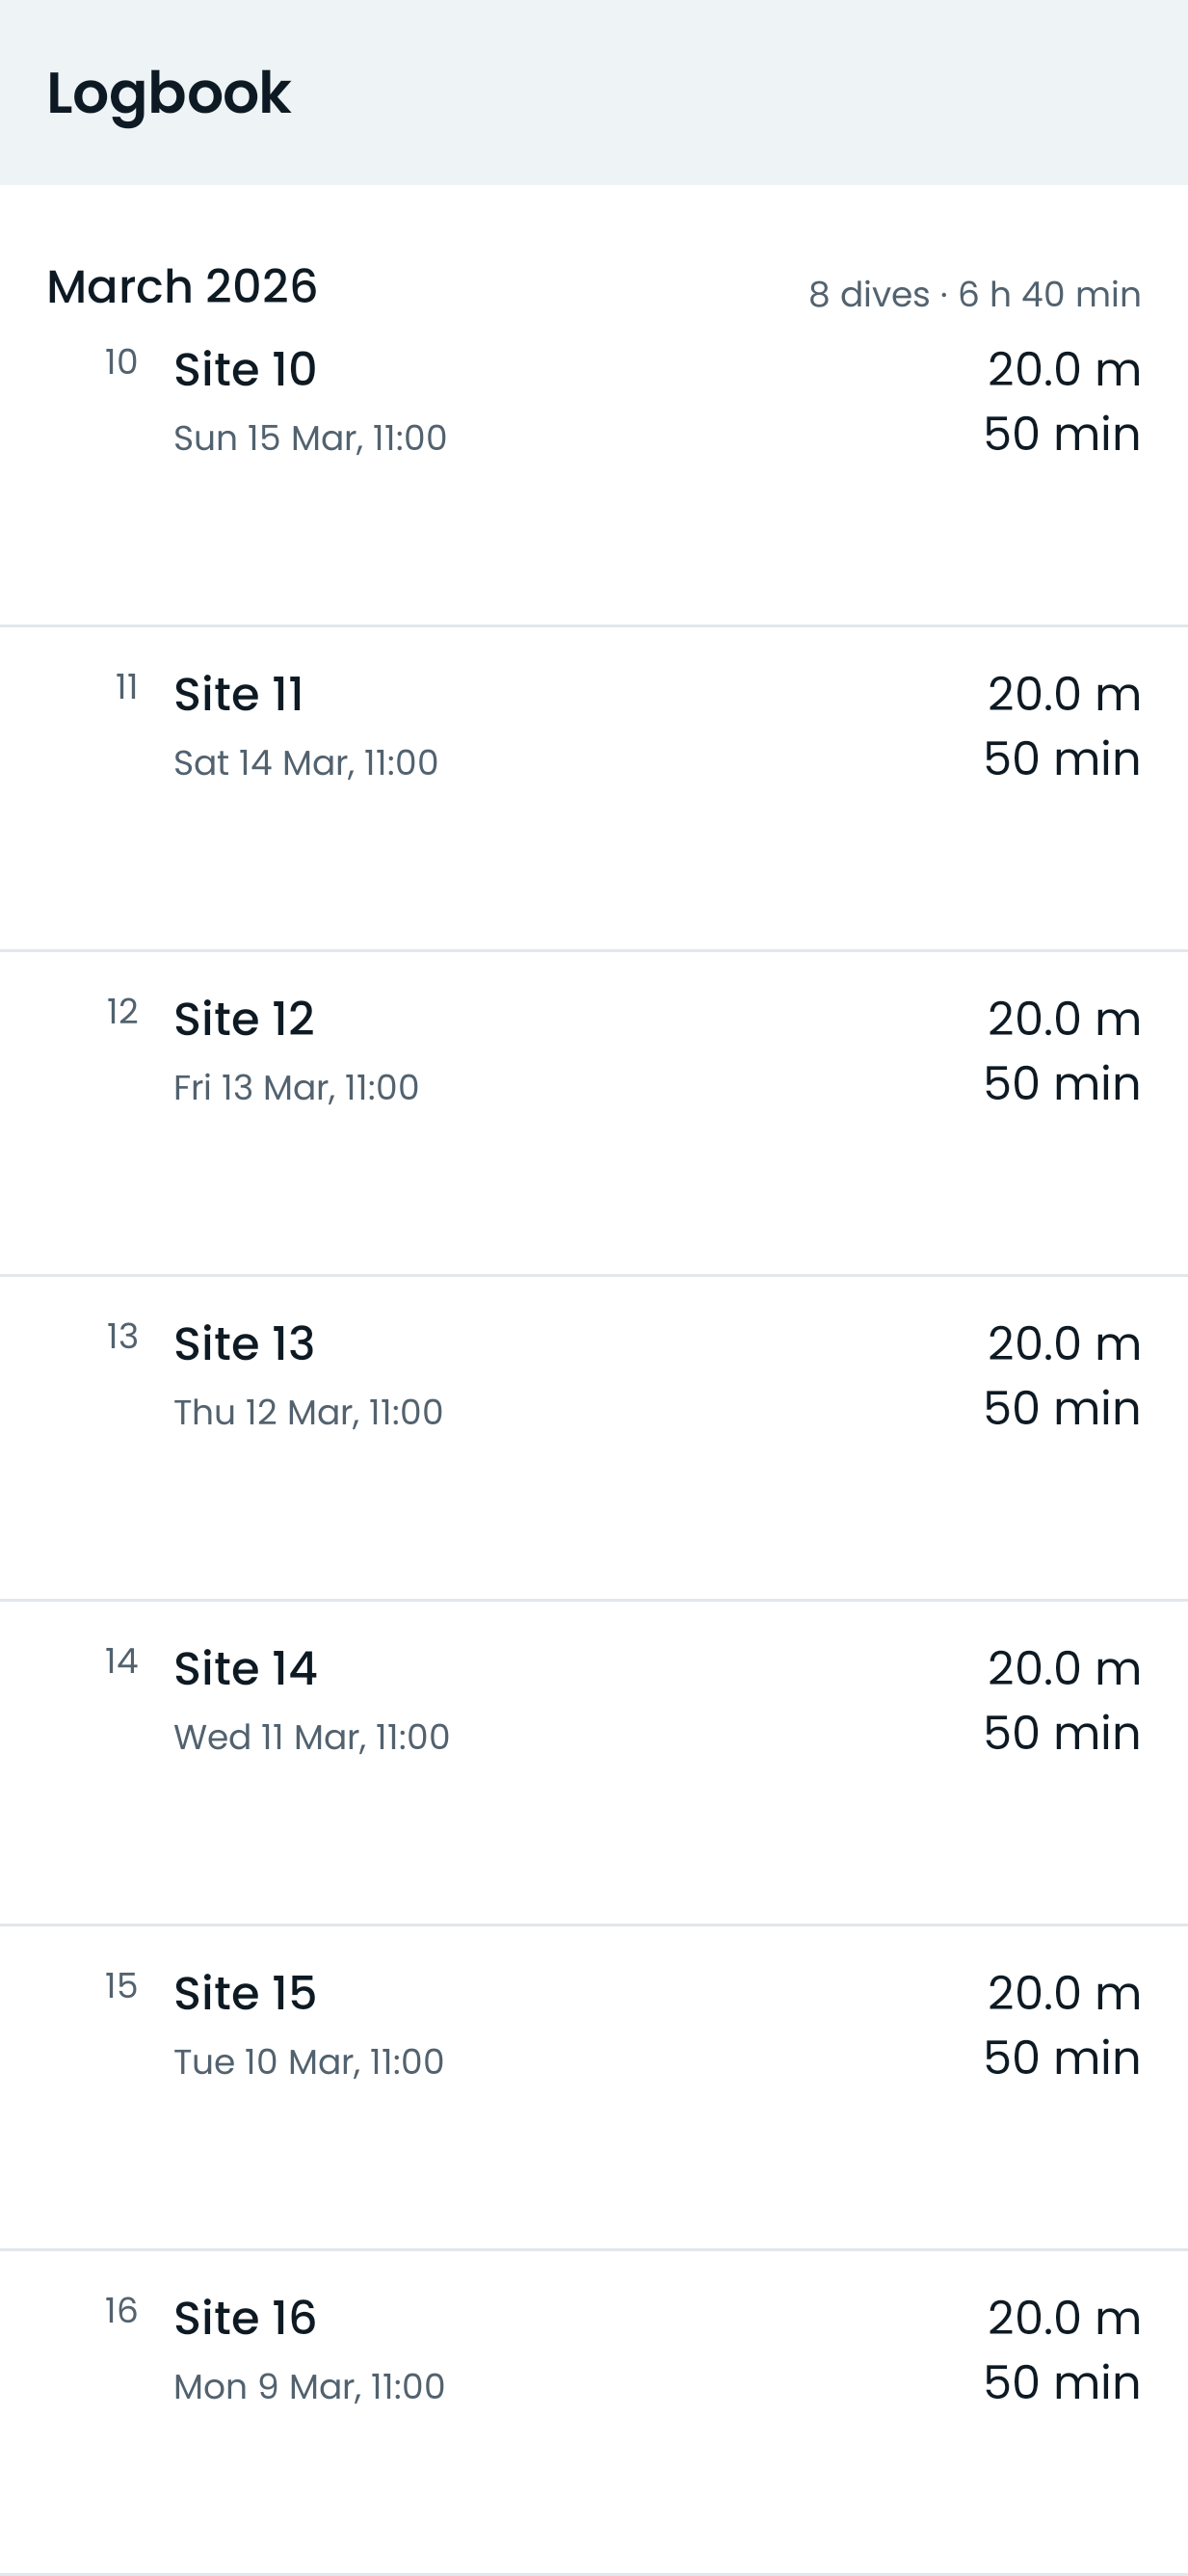 Logbook
March 2026
8 dives · 6 h 40 min
10 Site 10 20.0 m
Sun 15 Mar, 11:00 50 min
11 Site 11 20.0 m
Sat 14 Mar, 11:00 50 min
12 Site 12 20.0 m
Fri 13 Mar, 11:00 50 min
13 Site 13 20.0 m
Thu 12 Mar, 11:00 50 min
14 Site 14 20.0 m
Wed 11 Mar, 11:00 50 min
15 Site 15 20.0 m
Tue 10 Mar, 11:00 50 min
16 Site 16 20.0 m
Mon 9 Mar, 11:00 50 min